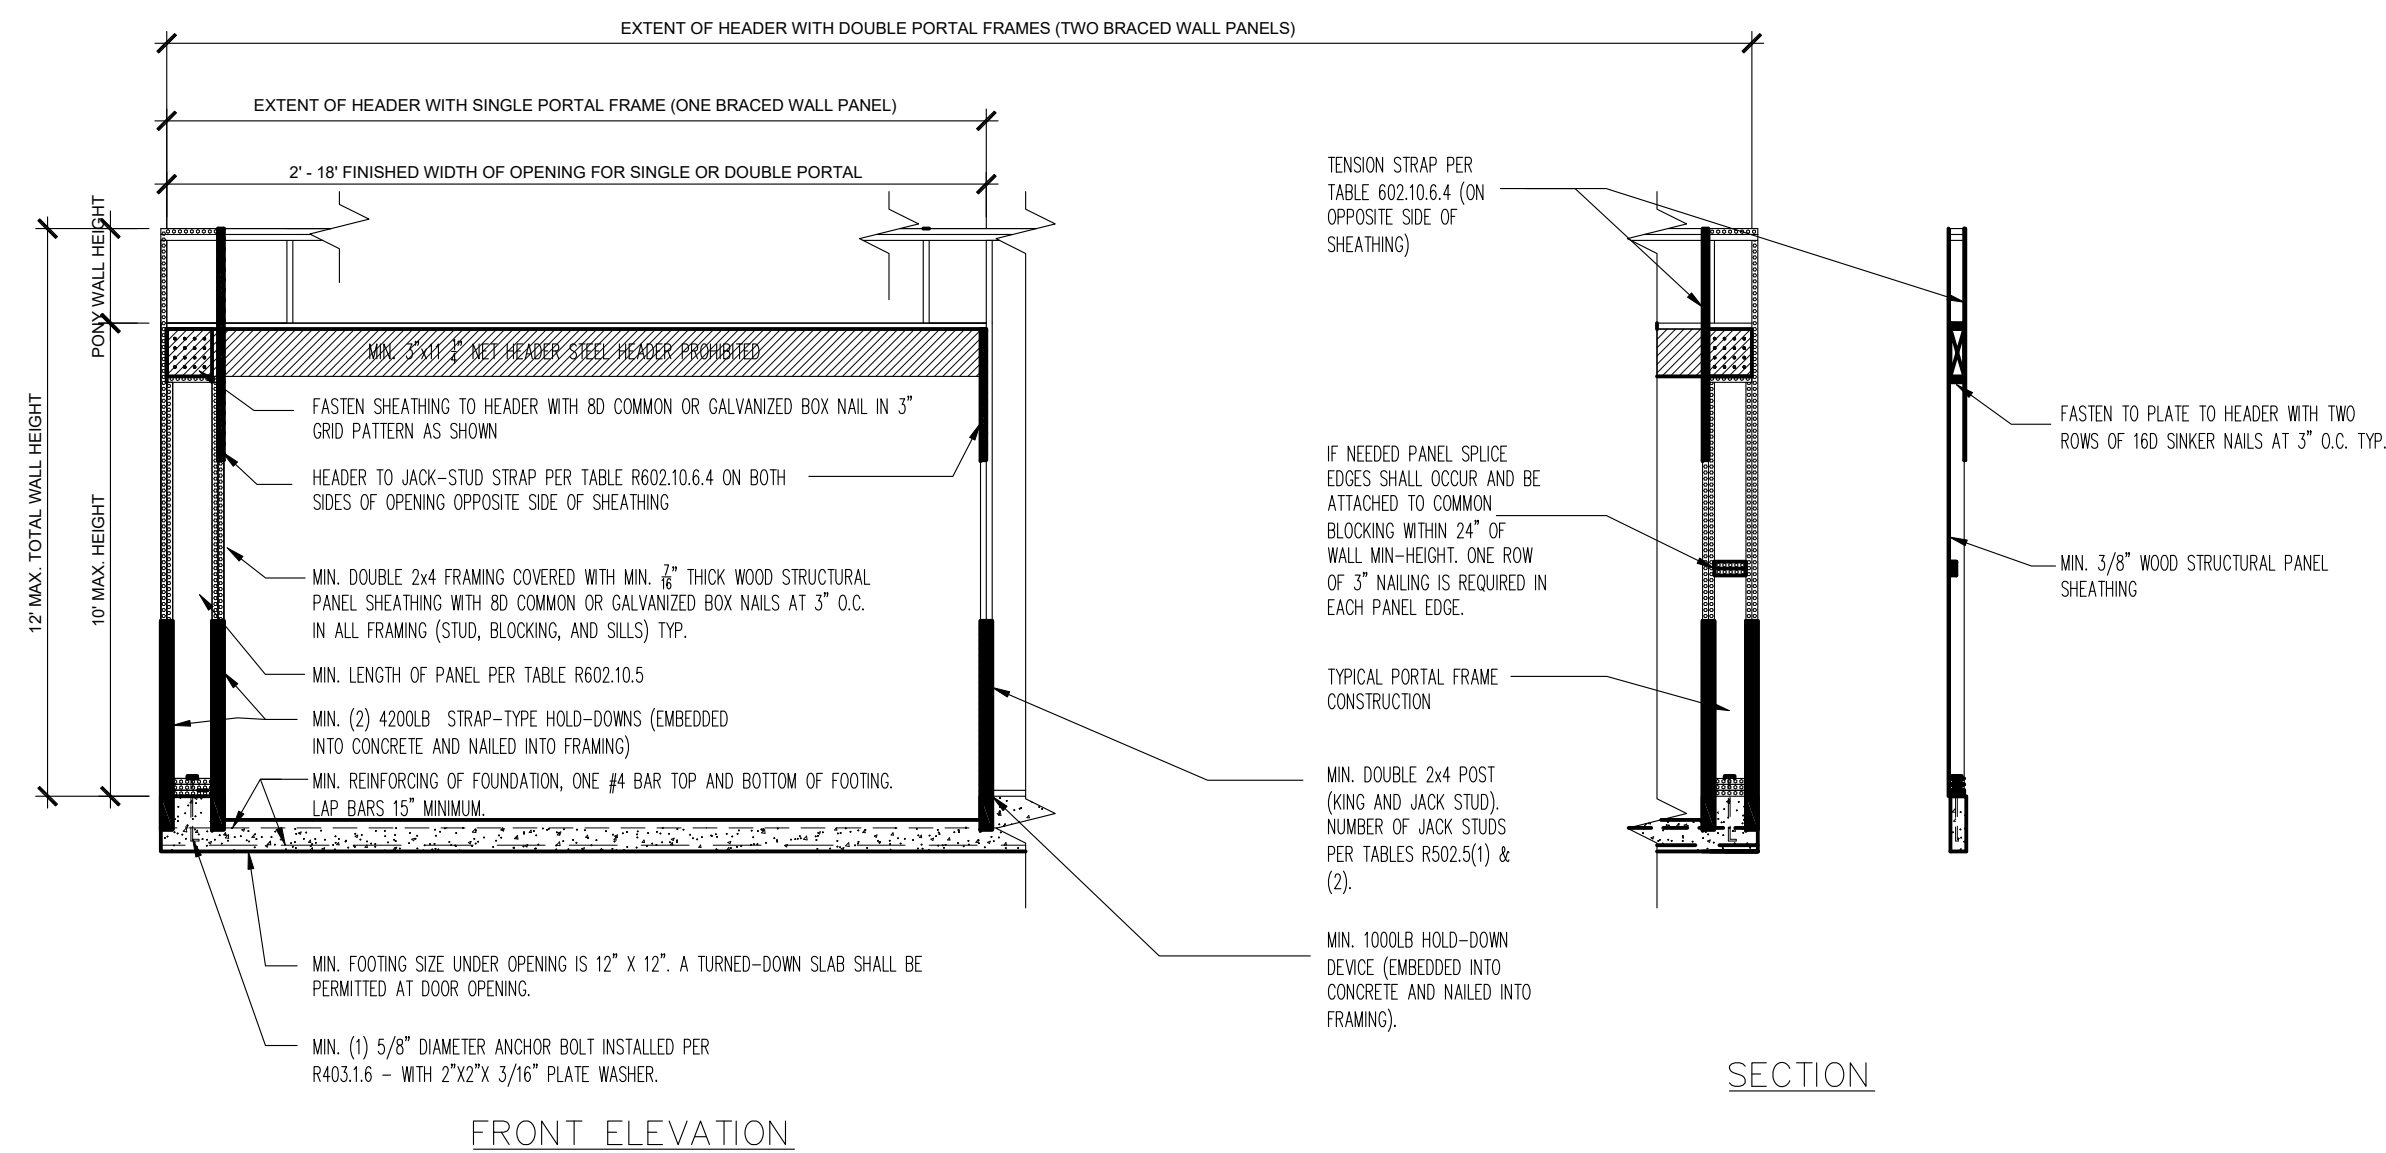 EXTENT OF HEADER WITH DOUBLE PORTAL FRAMES (TWO BRACED WALL PANELS)
EXTENT OF HEADER WITH SINGLE PORTAL FRAME (ONE BRACED WALL PANEL)
2' - 18' FINISHED WIDTH OF OPENING FOR SINGLE OR DOUBLE PORTAL
12' MAX. TOTAL WALL HEIGHT
PONY WALL HEIGHT
10' MAX. HEIGHT
MIN. 3"x11 1/4" NET HEADER STEEL HEADER PROHIBITED
FASTEN SHEATHING TO HEADER WITH 8D COMMON OR GALVANIZED BOX NAIL IN 3"
GRID PATTERN AS SHOWN
HEADER TO JACK-STUD STRAP PER TABLE R602.10.6.4 ON BOTH
SIDES OF OPENING OPPOSITE SIDE OF SHEATHING
MIN. DOUBLE 2x4 FRAMING COVERED WITH MIN. 7/16" THICK WOOD STRUCTURAL
PANEL SHEATHING WITH 8D COMMON OR GALVANIZED BOX NAILS AT 3" O.C.
IN ALL FRAMING (STUD, BLOCKING, AND SILLS) TYP.
MIN. LENGTH OF PANEL PER TABLE R602.10.5
MIN. (2) 4200LB STRAP-TYPE HOLD-DOWNS (EMBEDDED
INTO CONCRETE AND NAILED INTO FRAMING)
MIN. REINFORCING OF FOUNDATION, ONE #4 BAR TOP AND BOTTOM OF FOOTING.
LAP BARS 15" MINIMUM.
MIN. FOOTING SIZE UNDER OPENING IS 12" X 12". A TURNED-DOWN SLAB SHALL BE
PERMITTED AT DOOR OPENING.
MIN. (1) 5/8" DIAMETER ANCHOR BOLT INSTALLED PER
R403.1.6 - WITH 2"X2"X 3/16" PLATE WASHER.
FRONT ELEVATION
TENSION STRAP PER
TABLE 602.10.6.4 (ON
OPPOSITE SIDE OF
SHEATHING)
IF NEEDED PANEL SPLICE
EDGES SHALL OCCUR AND BE
ATTACHED TO COMMON
BLOCKING WITHIN 24" OF
WALL MIN-HEIGHT. ONE ROW
OF 3" NAILING IS REQUIRED IN
EACH PANEL EDGE.
TYPICAL PORTAL FRAME
CONSTRUCTION
MIN. DOUBLE 2x4 POST
(KING AND JACK STUD).
NUMBER OF JACK STUDS
PER TABLES R502.5(1) &
(2).
MIN. 1000LB HOLD-DOWN
DEVICE (EMBEDDED INTO
CONCRETE AND NAILED INTO
FRAMING).
FASTEN TO PLATE TO HEADER WITH TWO
ROWS OF 16D SINKER NAILS AT 3" O.C. TYP.
MIN. 3/8" WOOD STRUCTURAL PANEL
SHEATHING
SECTION